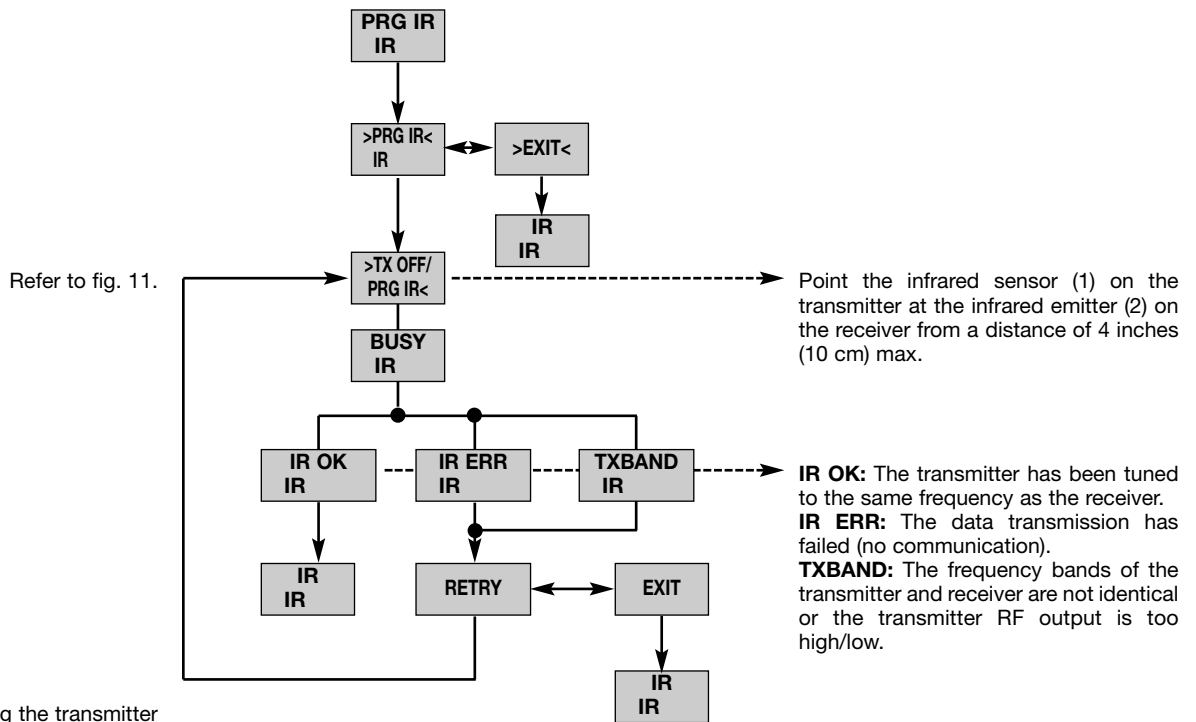 PRG IR
IR
>PRG IR<
IR
>EXIT<
IR
IR
Refer to fig. 11.
>TX OFF/
PRG IR<
Point the infrared sensor (1) on the
transmitter at the infrared emitter (2) on
the receiver from a distance of 4 inches
(10 cm) max.
BUSY
IR
IR OK
IR
IR ERR
IR
TXBAND
IR
IR OK: The transmitter has been tuned
to the same frequency as the receiver.
IR ERR: The data transmission has
failed (no communication).
TXBAND: The frequency bands of the
transmitter and receiver are not identical
or the transmitter RF output is too
high/low.
IR
IR
RETRY
EXIT
IR
IR
g the transmitter